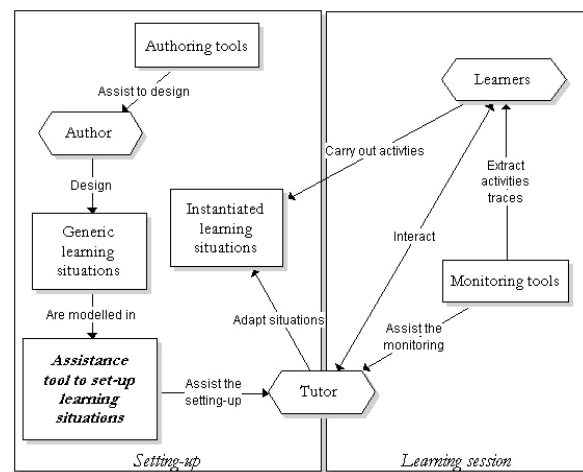 Authoring tools
Assist to design
Author
Design
Generic
learning
situations
Are modelled in
Assistance
tool to set-up
learning
situations
Assist the
setting-up
Instantiated
learning
situations
Adapt situations
Tutor
Setting-up
Learners
Carry out activties
Extract
activities
traces
Interact
Monitoring tools
Assist the
monitoring
Learning session